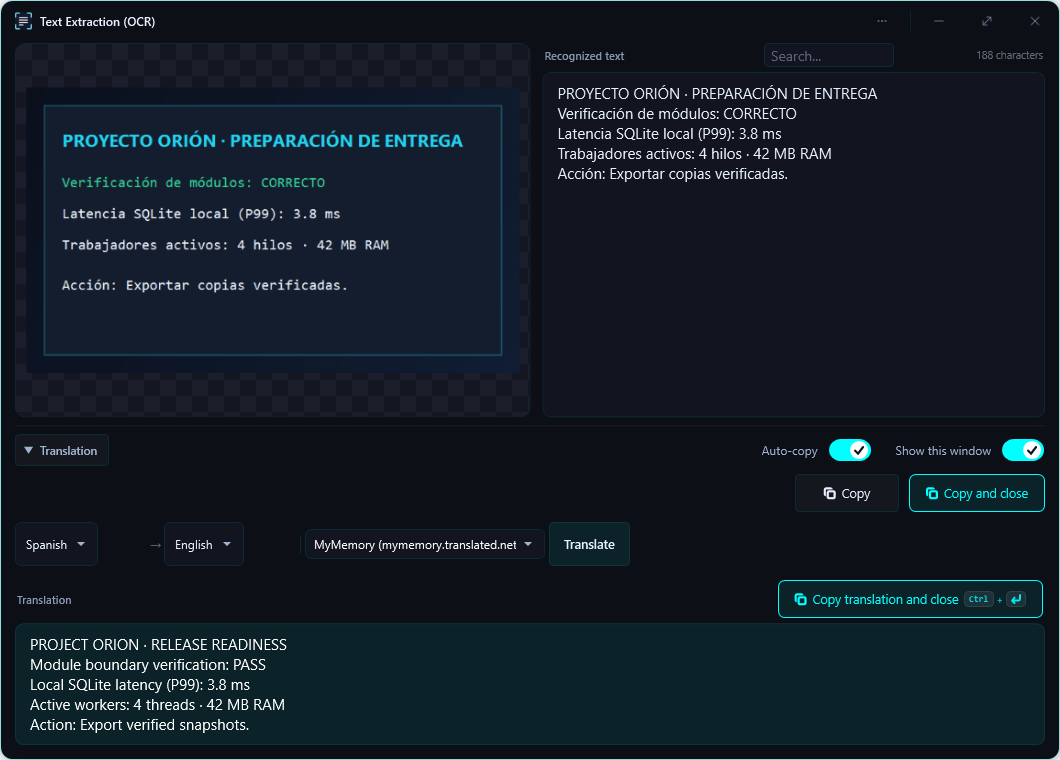 Text Extraction (OCR)
PROYECTO ORIÓN · PREPARACIÓN DE ENTREGA
Verificación de módulos: CORRECTO
Latencia SQLite local (P99): 3.8 ms
Trabajadores activos: 4 hilos · 42 MB RAM
Acción: Exportar copias verificadas.
Recognized text
Search...
188 characters
PROYECTO ORIÓN · PREPARACIÓN DE ENTREGA
Verificación de módulos: CORRECTO
Latencia SQLite local (P99): 3.8 ms
Trabajadores activos: 4 hilos · 42 MB RAM
Acción: Exportar copias verificadas.
Translation
Auto-copy
Show this window
Copy
Copy and close
Spanish → English
MyMemory (mymemory.translated.net
Translate
Translation
Copy translation and close Ctrl + ↵
PROJECT ORION · RELEASE READINESS
Module boundary verification: PASS
Local SQLite latency (P99): 3.8 ms
Active workers: 4 threads · 42 MB RAM
Action: Export verified snapshots.